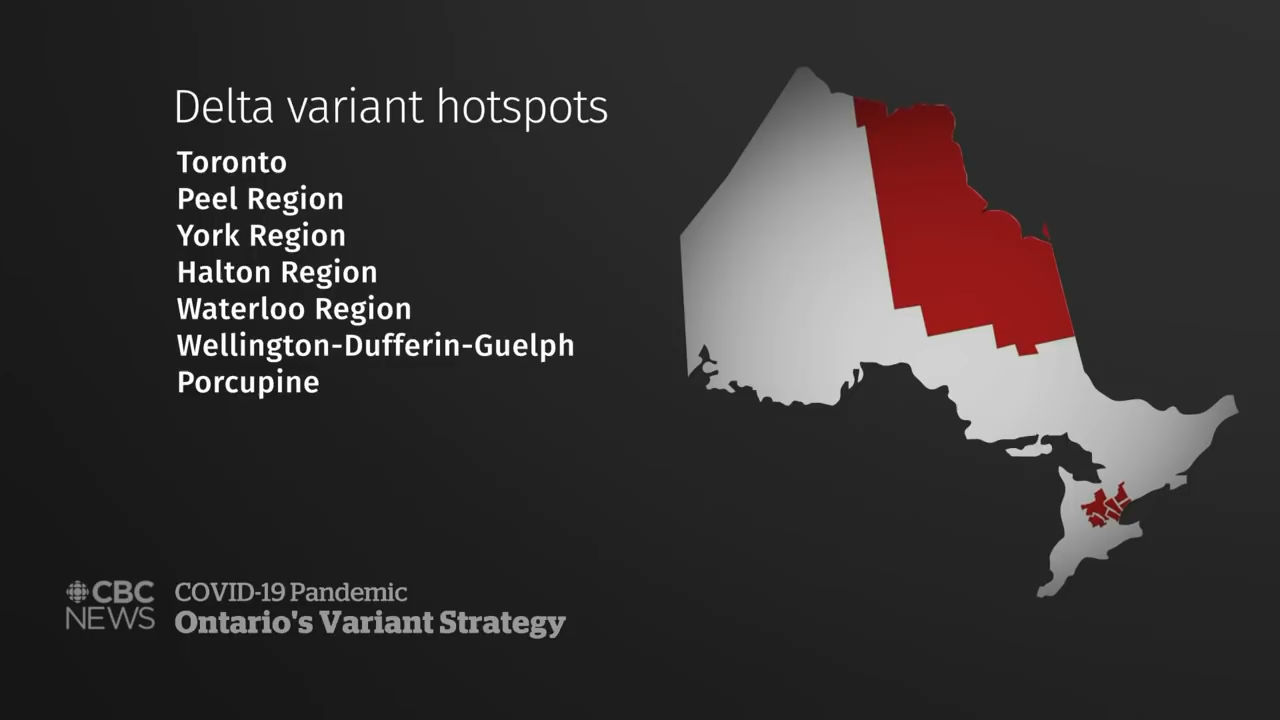 Delta variant hotspots
Toronto
Peel Region
York Region
Halton Region
Waterloo Region
Wellington-Dufferin-Guelph
Porcupine
CBC NEWS
COVID-19 Pandemic
Ontario's Variant Strategy